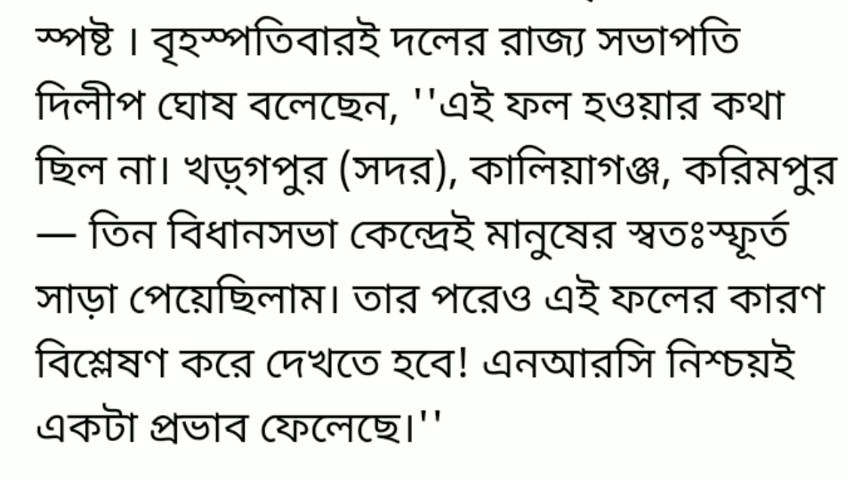 স্পষ্ট । বৃহস্পতিবারই দলের রাজ্য সভাপতি
দিলীপ ঘোষ বলেছেন, ''এই ফল হওয়ার কথা
ছিল না। খড়্গপুর (সদর), কালিয়াগঞ্জ, করিমপুর
— তিন বিধানসভা কেন্দ্রেই মানুষের স্বতঃস্ফূর্ত
সাড়া পেয়েছিলাম। তার পরেও এই ফলের কারণ
বিশ্লেষণ করে দেখতে হবে! এনআরসি নিশ্চয়ই
একটা প্রভাব ফেলেছে।''